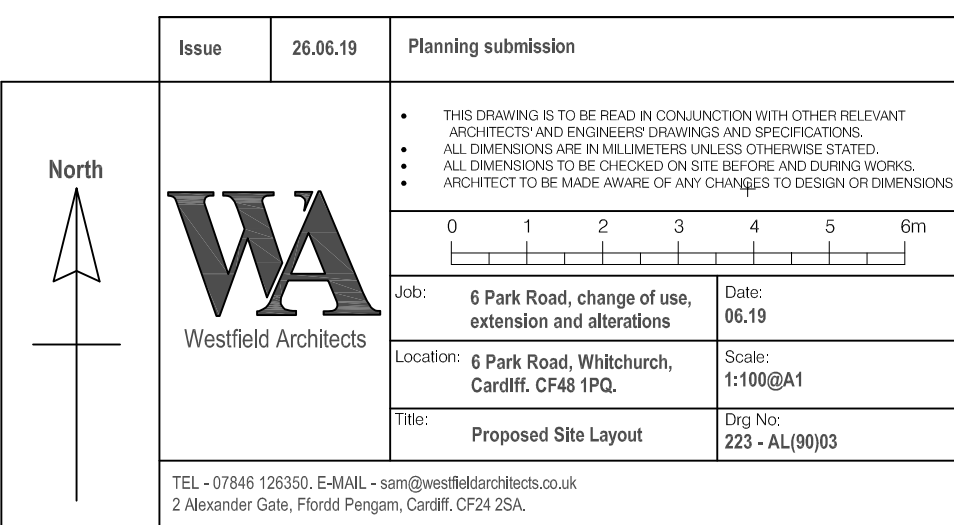 Issue 26.06.19 Planning submission
North
• THIS DRAWING IS TO BE READ IN CONJUNCTION WITH OTHER RELEVANT
ARCHITECTS' AND ENGINEERS' DRAWINGS AND SPECIFICATIONS.
• ALL DIMENSIONS ARE IN MILLIMETERS UNLESS OTHERWISE STATED.
• ALL DIMENSIONS TO BE CHECKED ON SITE BEFORE AND DURING WORKS.
• ARCHITECT TO BE MADE AWARE OF ANY CHANGES TO DESIGN OR DIMENSIONS
WA
Westfield Architects
0 1 2 3 4 5 6m
Job: 6 Park Road, change of use,
extension and alterations
Date:
06.19
Location: 6 Park Road, Whitchurch,
CardIff. CF48 1PQ.
Scale:
1:100@A1
Title: Proposed Site Layout
Drg No:
223 - AL(90)03
TEL - 07846 126350. E-MAIL - sam@westfieldarchitects.co.uk
2 Alexander Gate, Ffordd Pengam, Cardiff. CF24 2SA.